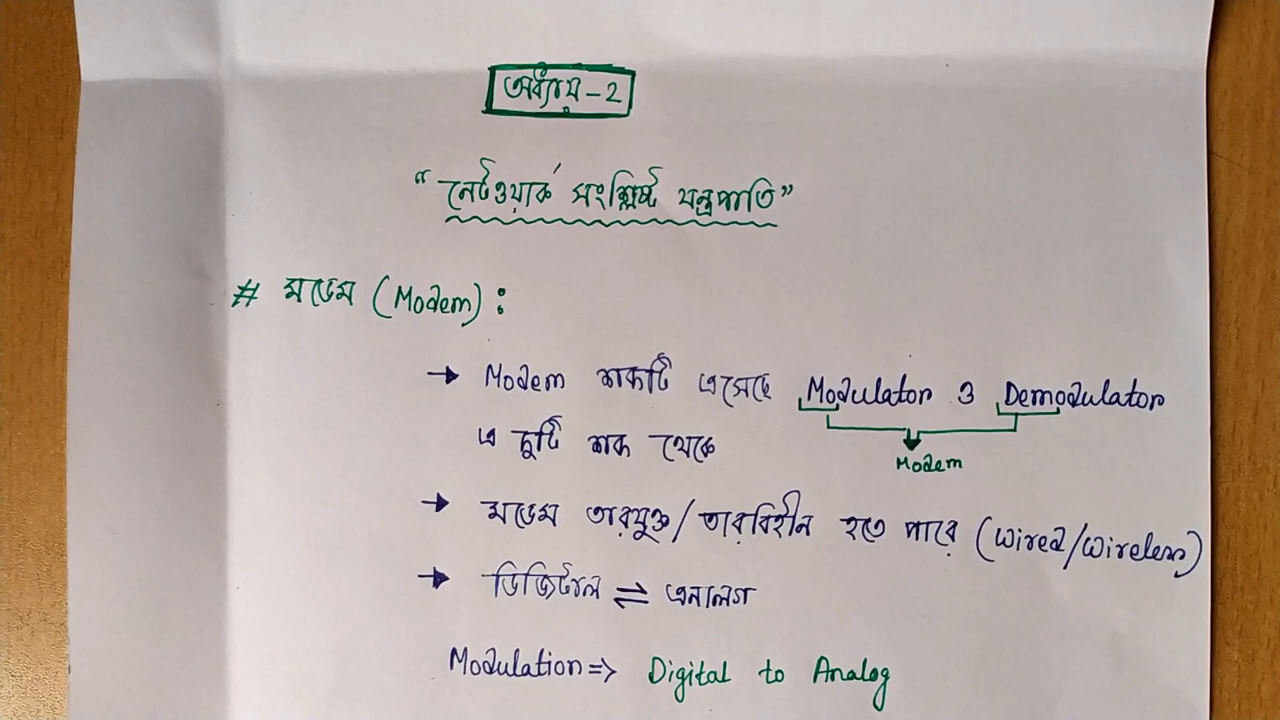 অধ্যায় - 2
"নেটওয়ার্ক সংশ্লিষ্ট যন্ত্রপাতি"
# মডেম (Modem) :
→ Modem শব্দটি এসেছে Modulator ও Demodulator
এ দুটি শব্দ থেকে
Modem
→ মডেম তারযুক্ত/তারবিহীন হতে পারে (wired/wireless)
→ ডিজিটাল ⇌ এনালগ
Modulation => Digital to Analog